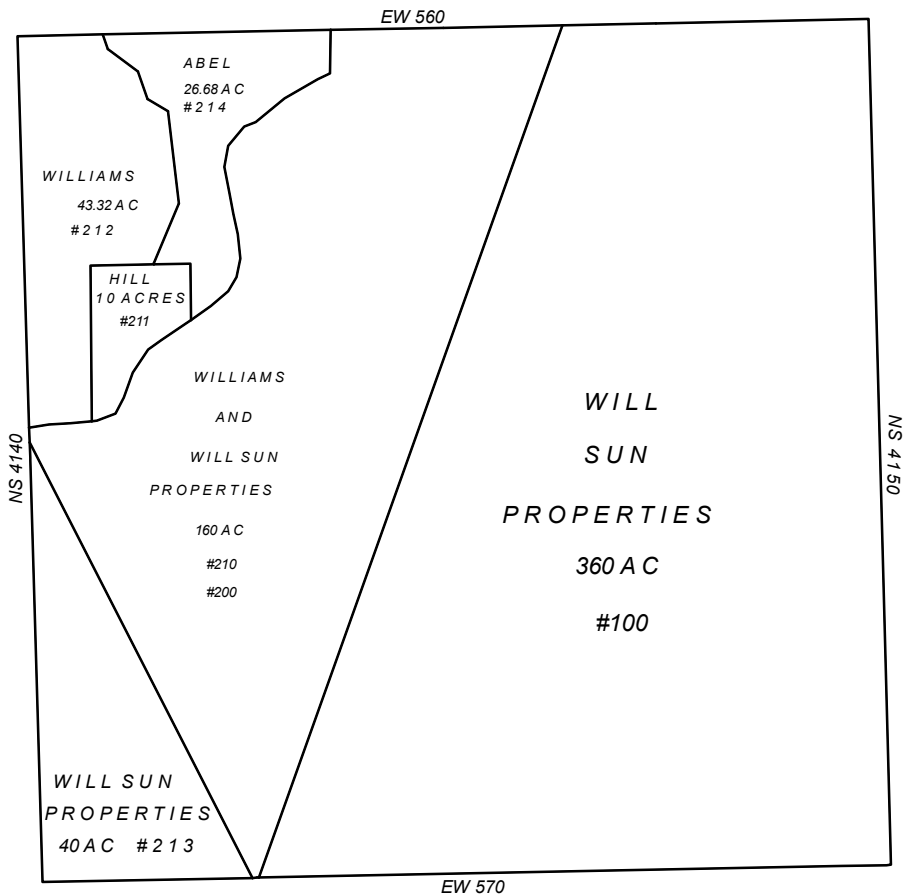 EW 560
ABEL
26.68 AC
#214
WILLIAMS
43.32 AC
#212
HILL
10 ACRES
#211
WILLIAMS
AND
WILL SUN
PROPERTIES
160 AC
#210
#200
WILL
SUN
PROPERTIES
360 AC
#100
NS 4140
NS 4150
WILL SUN
PROPERTIES
40 AC #213
EW 570